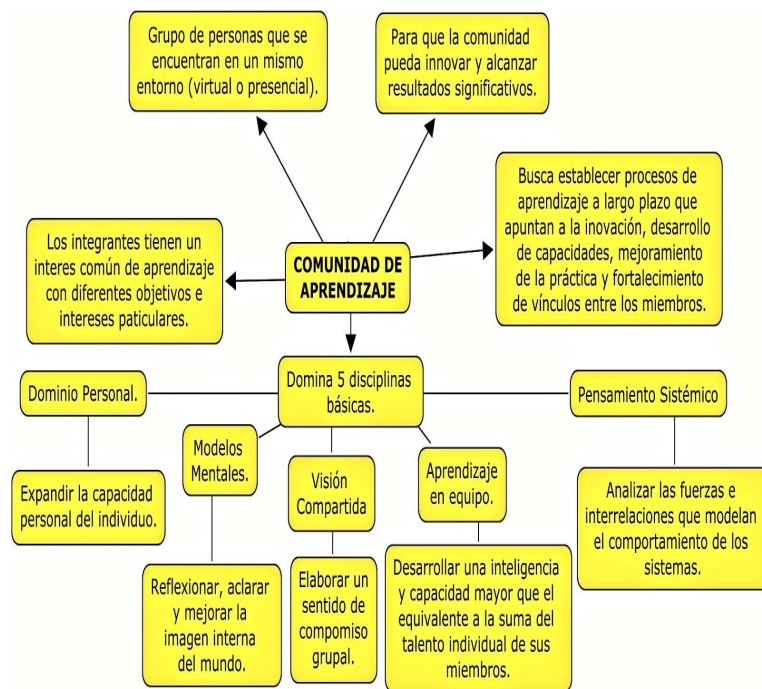 Grupo de personas que se
encuentran en un mismo
entorno (virtual o presencial).
Para que la comunidad
pueda innovar y alcanzar
resultados significativos.
Busca establecer procesos de
aprendizaje a largo plazo que
apuntan a la inovación, desarrollo
de capacidades, mejoramiento
de la práctica y fortalecimiento
de vínculos entre los miembros.
Los integrantes tienen un
interes común de aprendizaje
con diferentes objetivos e
intereses paticulares.
COMUNIDAD DE
APRENDIZAJE
Domina 5 disciplinas
básicas.
Dominio Personal.
Pensamiento Sistémico
Modelos
Mentales.
Visión
Compartida
Aprendizaje
en equipo.
Expandir la capacidad
personal del individuo.
Analizar las fuerzas e
interrelaciones que modelan
el comportamiento de los
sistemas.
Reflexionar, aclarar
y mejorar la
imagen interna
del mundo.
Elaborar un
sentido de
compomiso
grupal.
Desarrollar una inteligencia
y capacidad mayor que el
equivalente a la suma del
talento individual de sus
miembros.